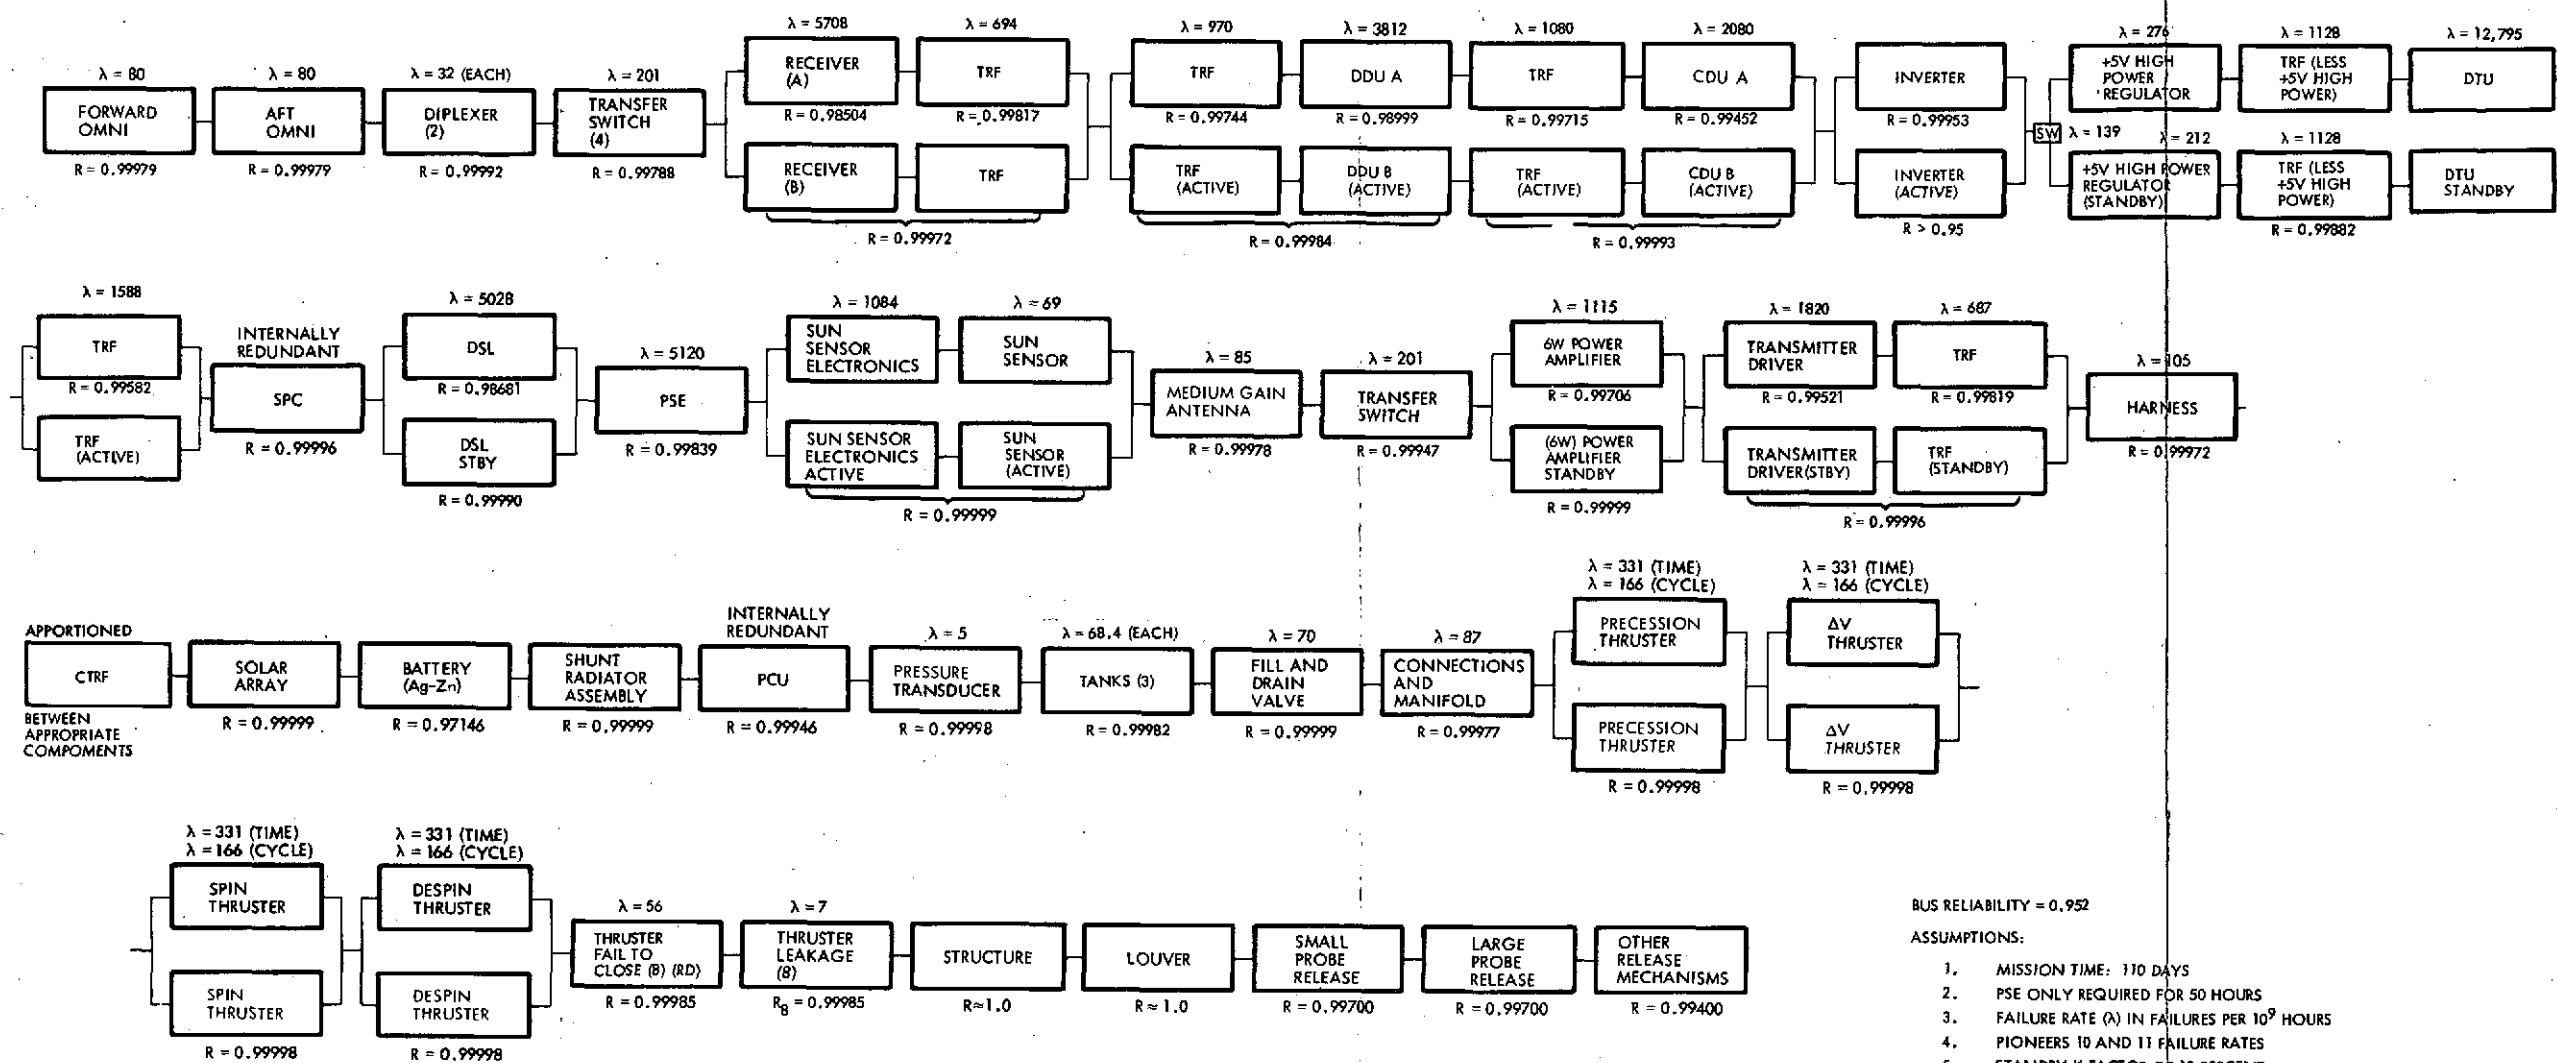 λ = 80
FORWARD
OMNI
R = 0.99979
λ = 80
AFT
OMNI
R = 0.99979
λ = 32 (EACH)
DIPLEXER
(2)
R = 0.99992
λ = 201
TRANSFER
SWITCH
(4)
R = 0.99788
λ = 5708
RECEIVER
(A)
R = 0.98504
λ = 694
TRF
R = 0.99817
RECEIVER
(B)
TRF
R = 0.99972
λ = 970
TRF
R = 0.99744
λ = 3812
DDU A
R = 0.98999
λ = 1080
TRF
R = 0.99715
λ = 2080
CDU A
R = 0.99452
TRF
(ACTIVE)
DDU B
(ACTIVE)
R = 0.99984
TRF
(ACTIVE)
CDU B
(ACTIVE)
R = 0.99993
INVERTER
R = 0.99953
INVERTER
(ACTIVE)
R > 0.95
SW
λ = 139
λ = 276
+5V HIGH
POWER
REGULATOR
λ = 1128
TRF (LESS
+5V HIGH
POWER)
λ = 12,795
DTU
λ = 212
+5V HIGH POWER
REGULATOR
(STANDBY)
λ = 1128
TRF (LESS
+5V HIGH
POWER)
R = 0.99882
DTU
STANDBY
λ = 1588
TRF
R = 0.99582
TRF
(ACTIVE)
INTERNALLY
REDUNDANT
SPC
R = 0.99996
λ = 5028
DSL
R = 0.98681
DSL
STBY
R = 0.99990
λ = 5120
PSE
R = 0.99839
λ = 1084
SUN
SENSOR
ELECTRONICS
λ = 69
SUN
SENSOR
SUN SENSOR
ELECTRONICS
ACTIVE
SUN
SENSOR
(ACTIVE)
R = 0.99999
λ = 85
MEDIUM GAIN
ANTENNA
R = 0.99978
λ = 201
TRANSFER
SWITCH
R = 0.99947
λ = 1115
6W POWER
AMPLIFIER
R = 0.99706
(6W) POWER
AMPLIFIER
STANDBY
R = 0.99999
λ = 1820
TRANSMITTER
DRIVER
R = 0.99521
λ = 687
TRF
R = 0.99819
TRANSMITTER
DRIVER(STBY)
TRF
(STANDBY)
R = 0.99996
λ = 105
HARNESS
R = 0.99972
APPORTIONED
CTRF
BETWEEN
APPROPRIATE
COMPOMENTS
SOLAR
ARRAY
R = 0.99999
BATTERY
(Ag-Zn)
R = 0.97146
SHUNT
RADIATOR
ASSEMBLY
R = 0.99999
INTERNALLY
REDUNDANT
PCU
R = 0.99946
λ = 5
PRESSURE
TRANSDUCER
R = 0.99998
λ = 68.4 (EACH)
TANKS (3)
R = 0.99982
λ = 70
FILL AND
DRAIN
VALVE
R = 0.99999
λ = 87
CONNECTIONS
AND
MANIFOLD
R = 0.99977
λ = 331 (TIME)
λ = 166 (CYCLE)
PRECESSION
THRUSTER
PRECESSION
THRUSTER
R = 0.99998
λ = 331 (TIME)
λ = 166 (CYCLE)
ΔV
THRUSTER
ΔV
THRUSTER
R = 0.99998
λ = 331 (TIME)
λ = 166 (CYCLE)
SPIN
THRUSTER
SPIN
THRUSTER
R = 0.99998
λ = 331 (TIME)
λ = 166 (CYCLE)
DESPIN
THRUSTER
DESPIN
THRUSTER
R = 0.99998
λ = 56
THRUSTER
FAIL TO
CLOSE (8) (RD)
R = 0.99985
λ = 7
THRUSTER
LEAKAGE
(8)
R8 = 0.99985
STRUCTURE
R≈1.0
LOUVER
R ≈ 1.0
SMALL
PROBE
RELEASE
R = 0.99700
LARGE
PROBE
RELEASE
R = 0.99700
OTHER
RELEASE
MECHANISMS
R = 0.99400
BUS RELIABILITY = 0.952
ASSUMPTIONS:
1. MISSION TIME: 110 DAYS
2. PSE ONLY REQUIRED FOR 50 HOURS
3. FAILURE RATE (λ) IN FAILURES PER 10⁹ HOURS
4. PIONEERS 10 AND 11 FAILURE RATES